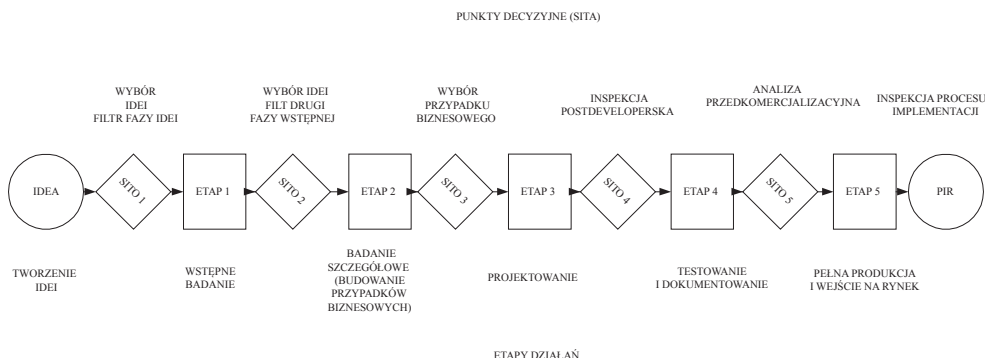 PUNKTY DECYZYJNE (SITA)
WYBÓR
IDEI
FILTR FAZY IDEI
WYBÓR IDEI
FILT DRUGI
FAZY WSTĘPNEJ
WYBÓR
PRZYPADKU
BIZNESOWEGO
INSPEKCJA
POSTDEVELOPERSKA
ANALIZA
PRZEDKOMERCJALIZACYJNA
INSPEKCJA PROCESU
IMPLEMENTACJI
IDEA
SITO 1
ETAP 1
SITO 2
ETAP 2
SITO 3
ETAP 3
SITO 4
ETAP 4
SITO 5
ETAP 5
PIR
TWORZENIE
IDEI
WSTĘPNE
BADANIE
BADANIE
SZCZEGÓŁOWE
(BUDOWANIE
PRZYPADKÓW
BIZNESOWYCH)
PROJEKTOWANIE
TESTOWANIE
I DOKUMENTOWANIE
PEŁNA PRODUKCJA
I WEJŚCIE NA RYNEK
ETAPY DZIAŁAŃ